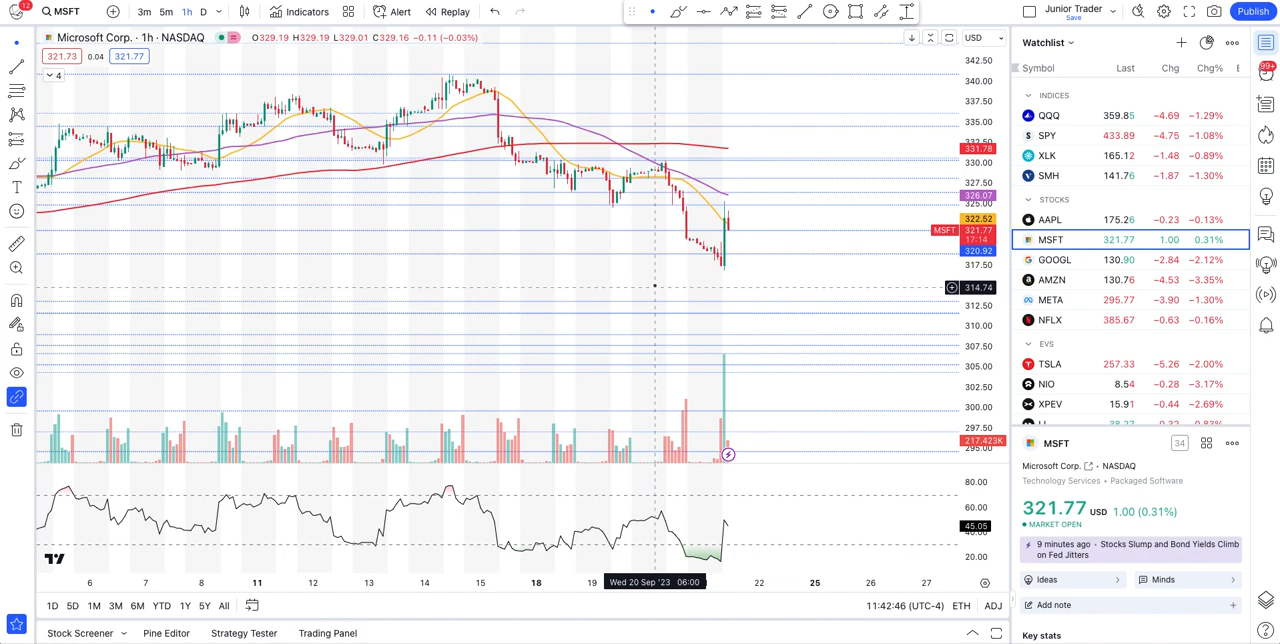 12
MSFT
3m 5m 1h D
Indicators
Alert
Replay
Junior Trader
Save
Publish
Microsoft Corp. · 1h · NASDAQ
O329.19 H329.19 L329.01 C329.16 −0.11 (−0.03%)
321.73 0.04 321.77
4
USD
342.50
340.00
337.50
335.00
332.50
331.78
330.00
327.50
326.07
325.00
322.52
MSFT 321.77
17:14
320.92
317.50
314.74
312.50
310.00
307.50
305.00
302.50
300.00
297.50
217.423K
295.00
80.00
60.00
45.05
40.00
20.00
6 7 8 11 12 13 14 15 18 19 Wed 20 Sep '23 06:00 22 25 26 27
1D 5D 1M 3M 6M YTD 1Y 5Y All
11:42:46 (UTC-4) ETH ADJ
Stock Screener Pine Editor Strategy Tester Trading Panel
Watchlist
Symbol Last Chg Chg% E
INDICES
QQQ 359.85 −4.69 −1.29%
SPY 433.89 −4.75 −1.08%
XLK 165.12 −1.48 −0.89%
SMH 141.76 −1.87 −1.30%
STOCKS
AAPL 175.26 −0.23 −0.13%
MSFT 321.77 1.00 0.31%
GOOGL 130.90 −2.84 −2.12%
AMZN 130.76 −4.53 −3.35%
META 295.77 −3.90 −1.30%
NFLX 385.67 −0.63 −0.16%
EVS
TSLA 257.33 −5.26 −2.00%
NIO 8.54 −0.28 −3.17%
XPEV 15.91 −0.44 −2.69%
MSFT
34
Microsoft Corp. • NASDAQ
Technology Services • Packaged Software
321.77 USD 1.00 (0.31%)
MARKET OPEN
9 minutes ago · Stocks Slump and Bond Yields Climb
on Fed Jitters
Ideas
Minds
Add note
Key stats
99+